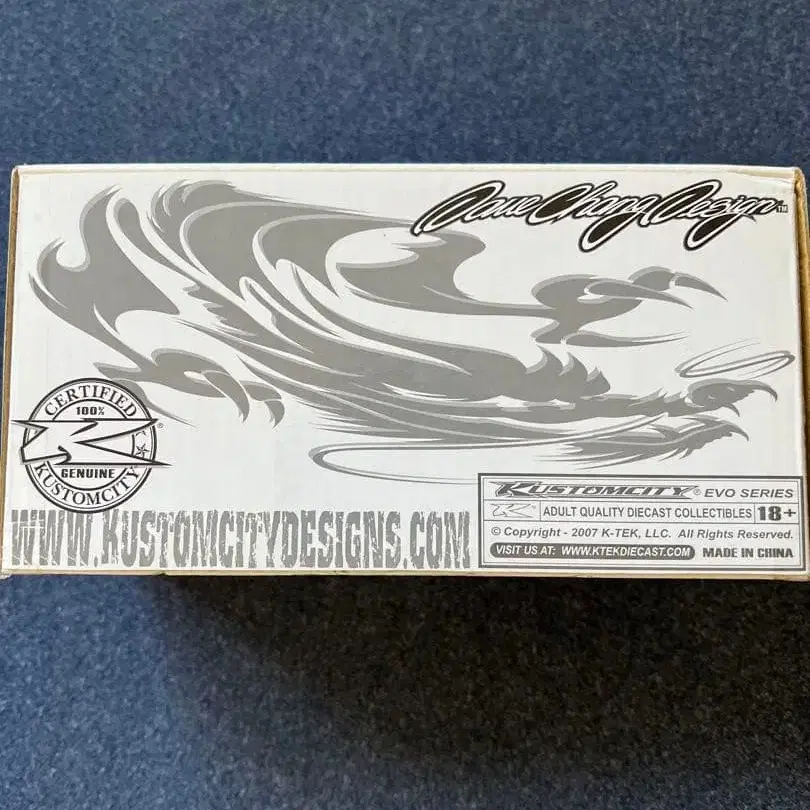 Dave Chang Design™
CERTIFIED
100%
GENUINE
KUSTOMCITY
®
WWW.KUSTOMCITYDESIGNS.COM
KUSTOMCITY® EVO SERIES
ADULT QUALITY DIECAST COLLECTIBLES 18+
© Copyright - 2007 K-TEK, LLC. All Rights Reserved.
VISIT US AT: WWW.KTEKDIECAST.COM MADE IN CHINA